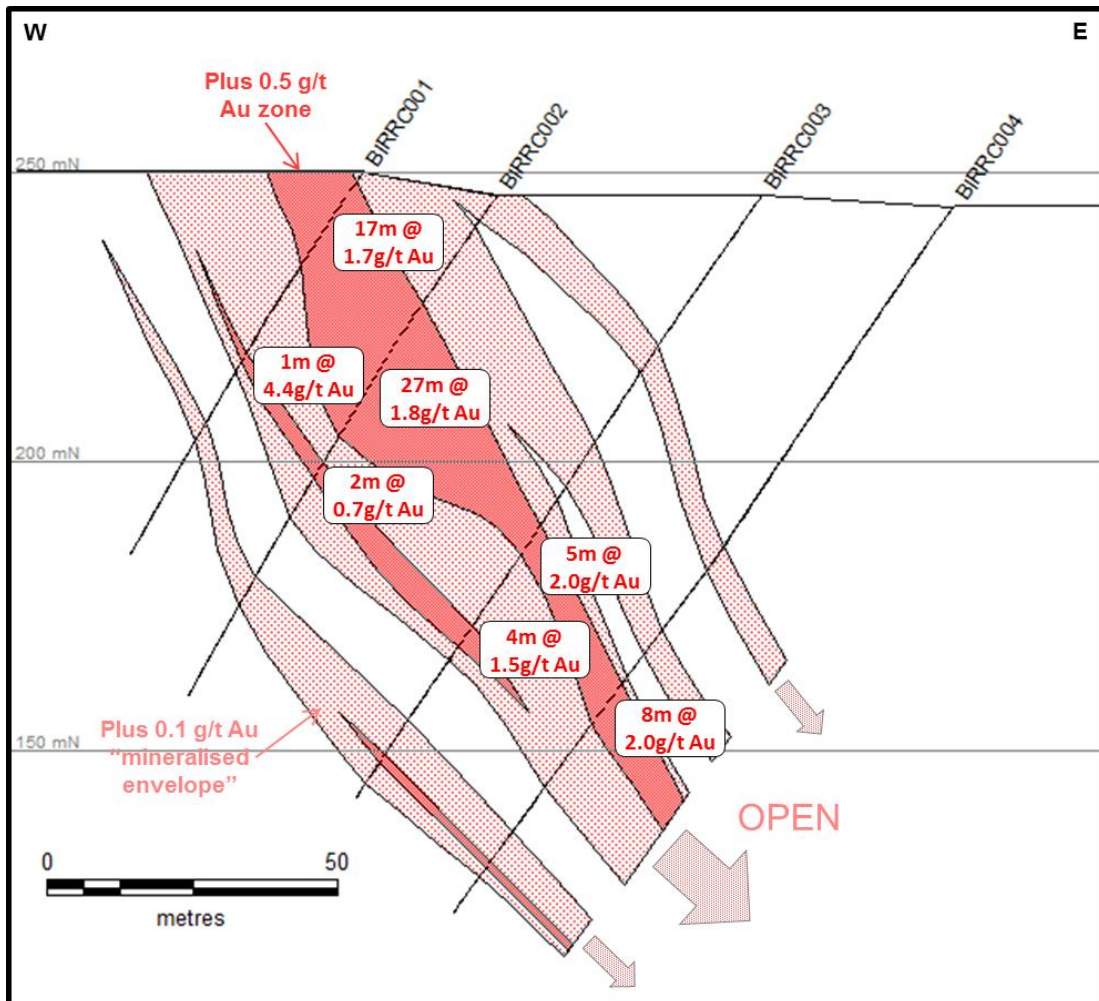 W
E
Plus 0.5 g/t
Au zone
BIRRC001
BIRRC002
BIRRC003
BIRRC004
250 mN
17m @
1.7g/t Au
1m @
4.4g/t Au
27m @
1.8g/t Au
200 mN
2m @
0.7g/t Au
5m @
2.0g/t Au
4m @
1.5g/t Au
8m @
2.0g/t Au
Plus 0.1 g/t Au
“mineralised
envelope”
150 mN
OPEN
0
50
metres